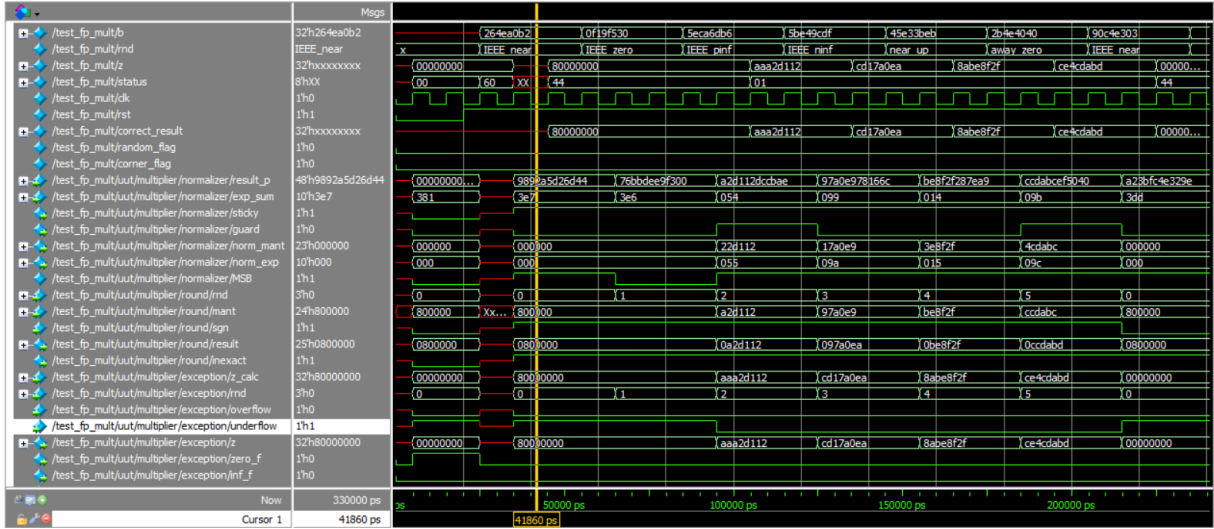 Msgs
/test_fp_mult/b 32'h264ea0b2 264ea0b2 0f19f530 5eca6db6 5be49cdf 45e33beb 2b4e4040 90c4e303
/test_fp_mult/rnd IEEE_near x IEEE_near IEEE_zero IEEE_pinf IEEE_ninf near_up away_zero IEEE_near
/test_fp_mult/z 32'hxxxxxxxx 00000000 80000000 aaa2d112 cd17a0ea 8abe8f2f ce4cdabd 00000...
/test_fp_mult/status 8'hXX 00 60 XX 44 01 44
/test_fp_mult/clk 1'h0
/test_fp_mult/rst 1'h1
/test_fp_mult/correct_result 32'hxxxxxxxx 80000000 aaa2d112 cd17a0ea 8abe8f2f ce4cdabd 00000...
/test_fp_mult/random_flag 1'h0
/test_fp_mult/corner_flag 1'h0
/test_fp_mult/uut/multiplier/normalizer/result_p 48'h9892a5d26d44 00000000... 9892a5d26d44 76bbdee9f300 a2d112dccbae 97a0e978166c be8f2f287ea9 ccdabcef5040 a23bfc4e329e
/test_fp_mult/uut/multiplier/normalizer/exp_sum 10'h3e7 381 3e7 3e6 054 099 014 09b 3dd
/test_fp_mult/uut/multiplier/normalizer/sticky 1'h1
/test_fp_mult/uut/multiplier/normalizer/guard 1'h0
/test_fp_mult/uut/multiplier/normalizer/norm_mant 23'h000000 000000 000000 22d112 17a0e9 3e8f2f 4cdabc 000000
/test_fp_mult/uut/multiplier/normalizer/norm_exp 10'h000 000 000 055 09a 015 09c 000
/test_fp_mult/uut/multiplier/normalizer/MSB 1'h1
/test_fp_mult/uut/multiplier/round/rnd 3'h0 0 0 1 2 3 4 5 0
/test_fp_mult/uut/multiplier/round/mant 24'h800000 800000 Xx... 800000 a2d112 97a0e9 be8f2f ccdabc 800000
/test_fp_mult/uut/multiplier/round/sgn 1'h1
/test_fp_mult/uut/multiplier/round/result 25'h0800000 0800000 0800000 0a2d112 097a0ea 0be8f2f 0ccdabd 0800000
/test_fp_mult/uut/multiplier/round/inexact 1'h1
/test_fp_mult/uut/multiplier/exception/z_calc 32'h80000000 00000000 80000000 aaa2d112 cd17a0ea 8abe8f2f ce4cdabd 00000000
/test_fp_mult/uut/multiplier/exception/rnd 3'h0 0 0 1 2 3 4 5 0
/test_fp_mult/uut/multiplier/exception/overflow 1'h0
/test_fp_mult/uut/multiplier/exception/underflow 1'h1
/test_fp_mult/uut/multiplier/exception/z 32'h80000000 00000000 80000000 aaa2d112 cd17a0ea 8abe8f2f ce4cdabd 00000000
/test_fp_mult/uut/multiplier/exception/zero_f 1'h0
/test_fp_mult/uut/multiplier/exception/inf_f 1'h0
Now 330000 ps ps 50000 ps 100000 ps 150000 ps 200000 ps
Cursor 1 41860 ps 41860 ps